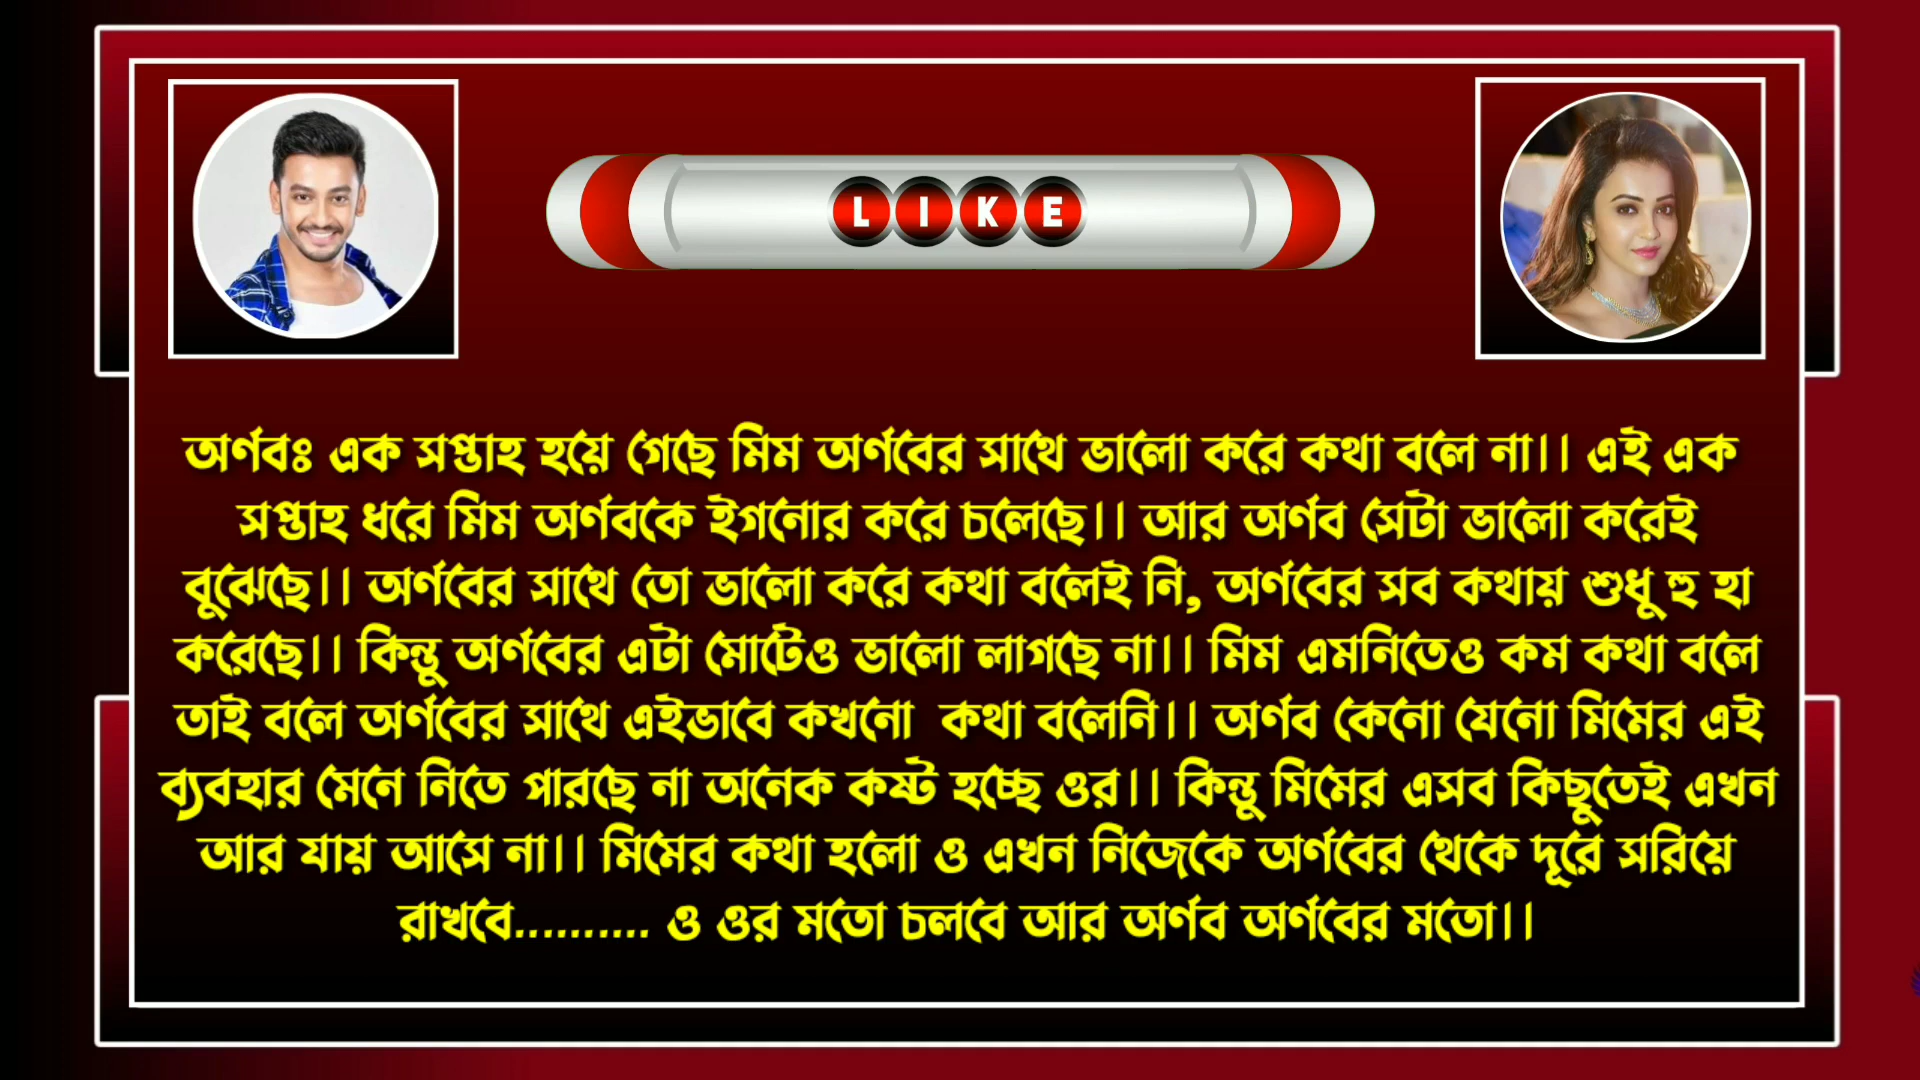 LIKE
অর্ণবঃ এক সপ্তাহ হয়ে গেছে মিম অর্ণবের সাথে ভালো করে কথা বলে না।। এই এক
সপ্তাহ ধরে মিম অর্ণবকে ইগনোর করে চলেছে।। আর অর্ণব সেটা ভালো করেই
বুঝেছে।। অর্ণবের সাথে তো ভালো করে কথা বলেই নি, অর্ণবের সব কথায় শুধু হু হা
করেছে।। কিন্তু অর্ণবের এটা মোটেও ভালো লাগছে না।। মিম এমনিতেও কম কথা বলে
তাই বলে অর্ণবের সাথে এইভাবে কখনো কথা বলেনি।। অর্ণব কেনো যেনো মিমের এই
ব্যবহার মেনে নিতে পারছে না অনেক কষ্ট হচ্ছে ওর।। কিন্তু মিমের এসব কিছুতেই এখন
আর যায় আসে না।। মিমের কথা হলো ও এখন নিজেকে অর্ণবের থেকে দূরে সরিয়ে
রাখবে.......... ও ওর মতো চলবে আর অর্ণব অর্ণবের মতো।।